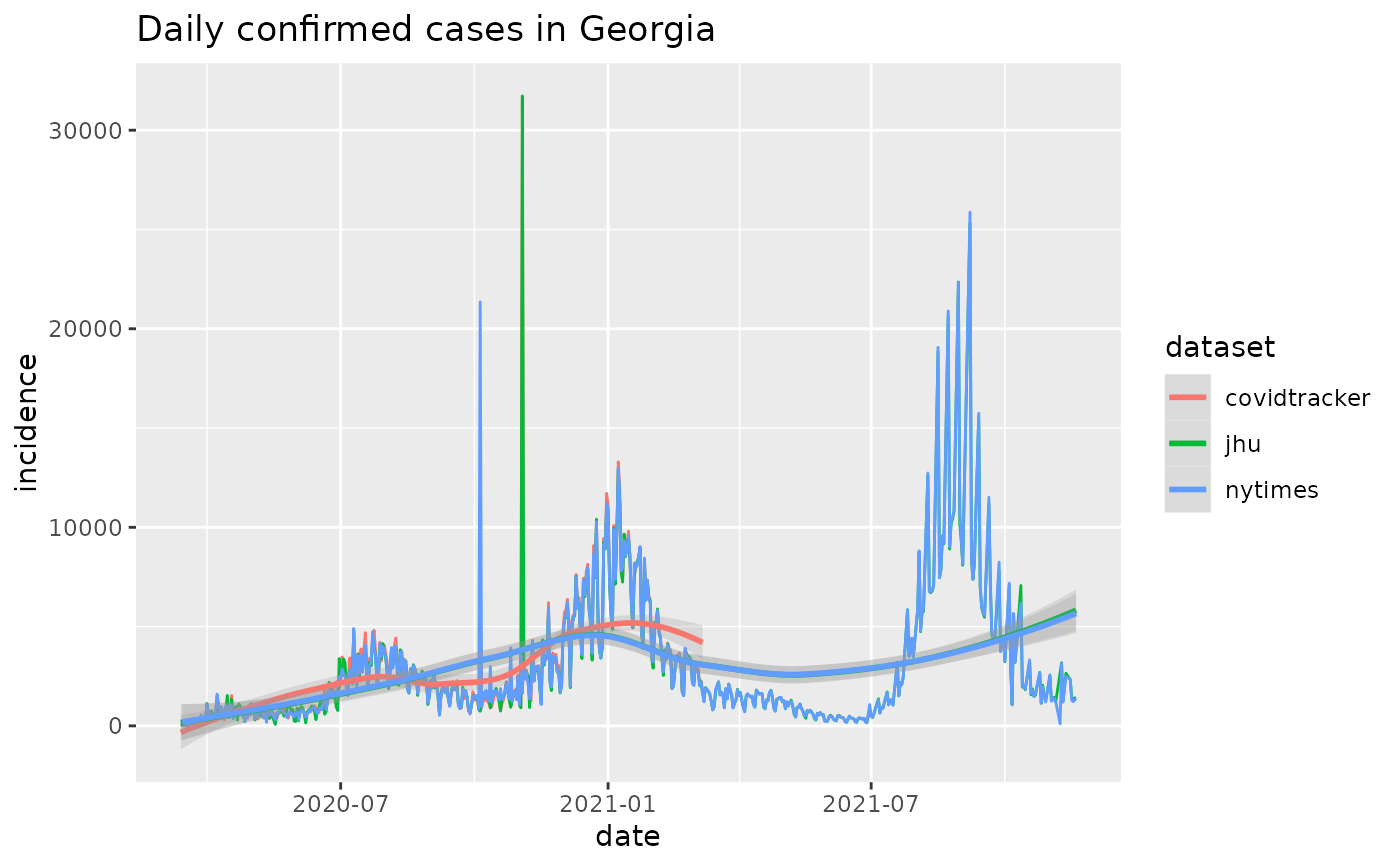 Daily confirmed cases in Georgia
30000
20000
10000
0
incidence
2020-07
2021-01
2021-07
date
dataset
covidtracker
jhu
nytimes